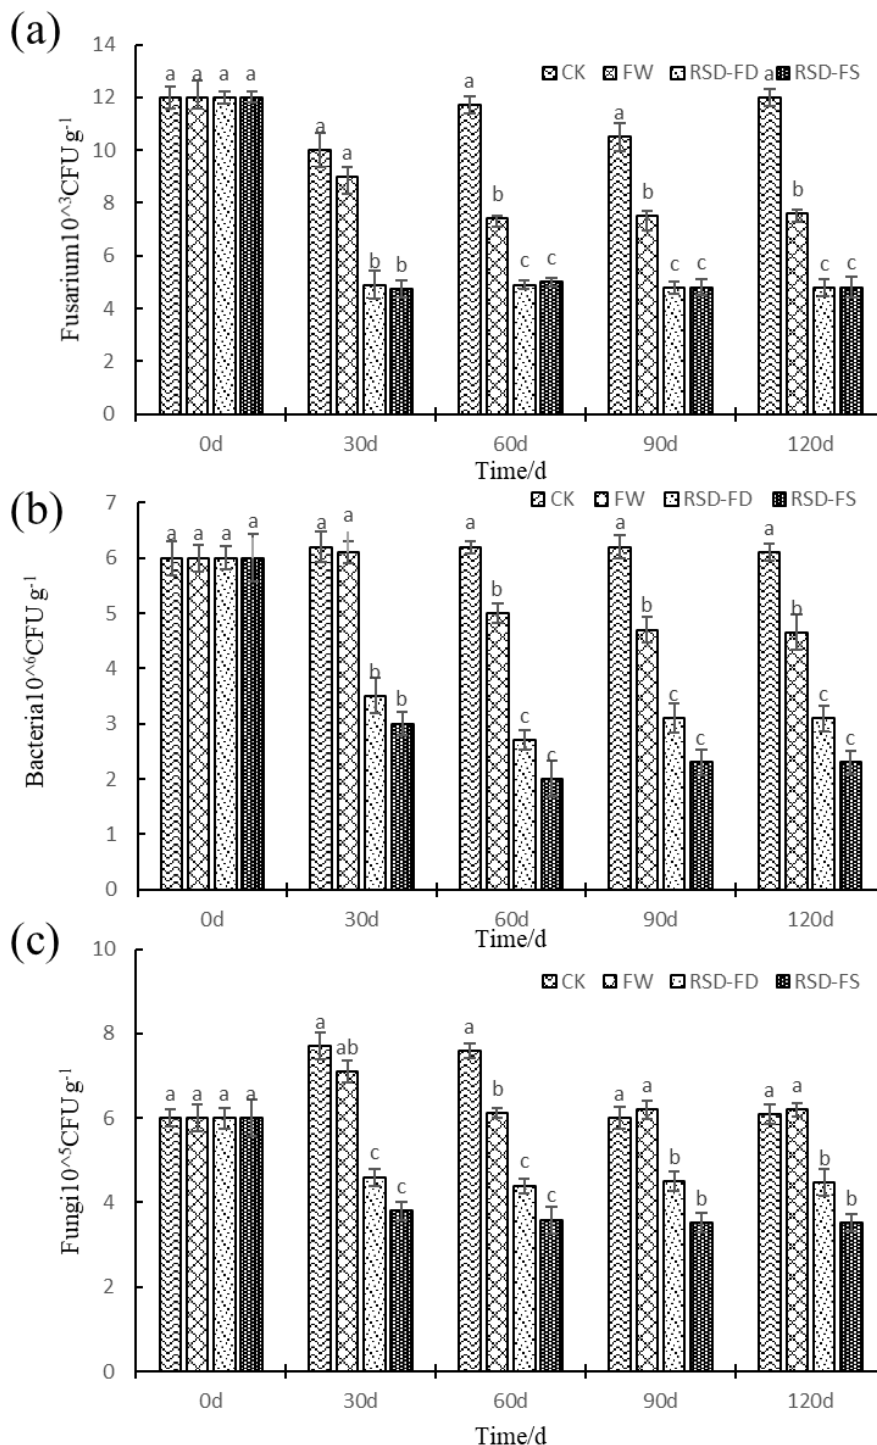 (a)
14
CK FW RSD-FD RSD-FS
a a a a
a
a
a
12
a
a
a
10
b
b
b
8
6
b b
c c
c c
c c
4
2
0
Fusarium10^3CFU g-1
0d 30d 60d 90d 120d
Time/d
(b)
7
CK FW RSD-FD RSD-FS
a a a a
a a
a
a
a
6
b
b
b
5
4
b
b
c
c
c
c
c
c
3
2
1
0
Bacteria10^6CFU g-1
0d 30d 60d 90d 120d
Time/d
(c)
10
CK FW RSD-FD RSD-FS
8
a
ab
a
b
a a
a a
a a a a
6
c
c
c
c
b
b
b
b
4
2
0
Fungi10^5CFU g-1
0d 30d 60d 90d 120d
Time/d